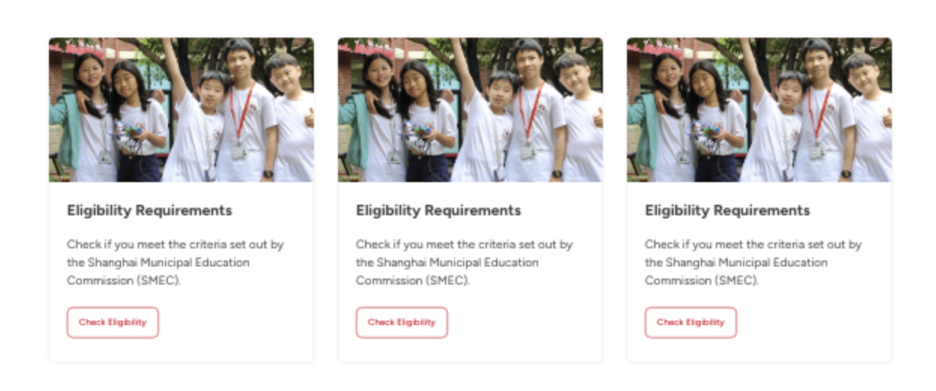 Eligibility Requirements
Check if you meet the criteria set out by
the Shanghai Municipal Education
Commission (SMEC).
Check Eligibility
Eligibility Requirements
Check if you meet the criteria set out by
the Shanghai Municipal Education
Commission (SMEC).
Check Eligibility
Eligibility Requirements
Check if you meet the criteria set out by
the Shanghai Municipal Education
Commission (SMEC).
Check Eligibility